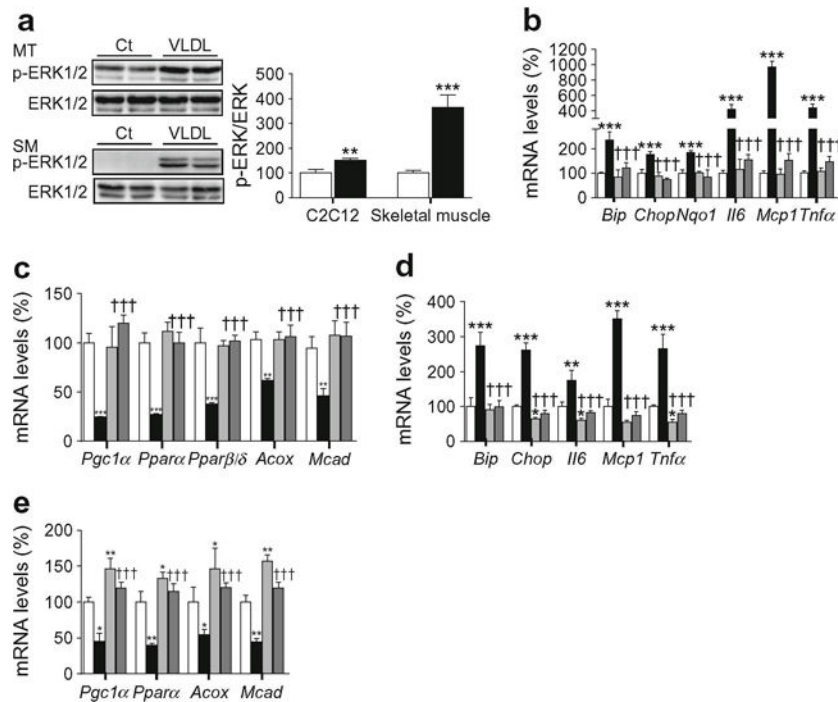 a
Ct VLDL
MT
p-ERK1/2
ERK1/2
Ct VLDL
SM
p-ERK1/2
ERK1/2
p-ERK/ERK
500
400
300
200
100
0
** ***
C2C12 Skeletal muscle
b
mRNA levels (%)
1200
1000
800
600
400
200
100
0
*** *** *** *** *** ***
††† ††† ††† ††† ††† †††
Bip Chop Nqo1 Il6 Mcp1 Tnfα
c
mRNA levels (%)
150
100
50
0
††† ††† ††† ††† †††
*** *** *** ** **
Pgc1α Pparα Pparβ/δ Acox Mcad
d
mRNA levels (%)
400
300
200
100
0
*** *** ** *** ***
††† ††† ††† ††† †††
* * *
Bip Chop Il6 Mcp1 Tnfα
e
mRNA levels (%)
200
150
100
50
0
** * * **
††† ††† ††† †††
* ** * **
Pgc1α Pparα Acox Mcad